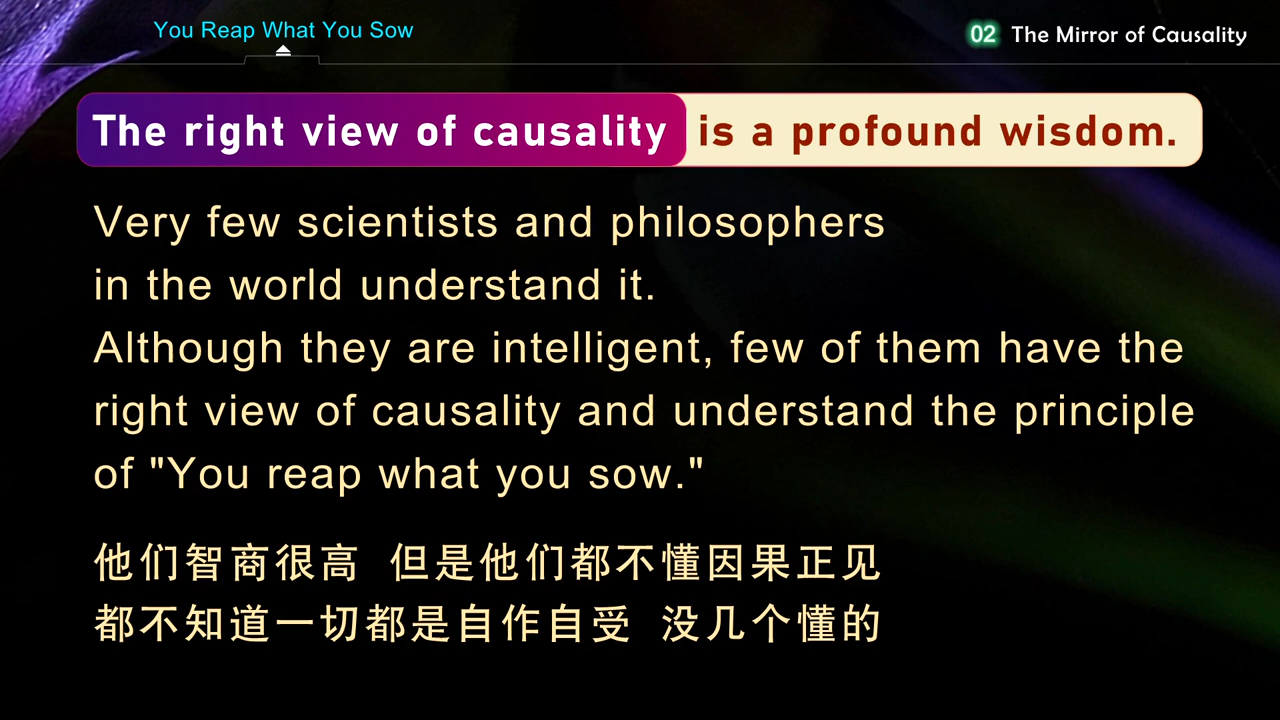 You Reap What You Sow
02 The Mirror of Causality
The right view of causality is a profound wisdom.
Very few scientists and philosophers
in the world understand it.
Although they are intelligent, few of them have the
right view of causality and understand the principle
of "You reap what you sow."
他们智商很高 但是他们都不懂因果正见
都不知道一切都是自作自受 没几个懂的